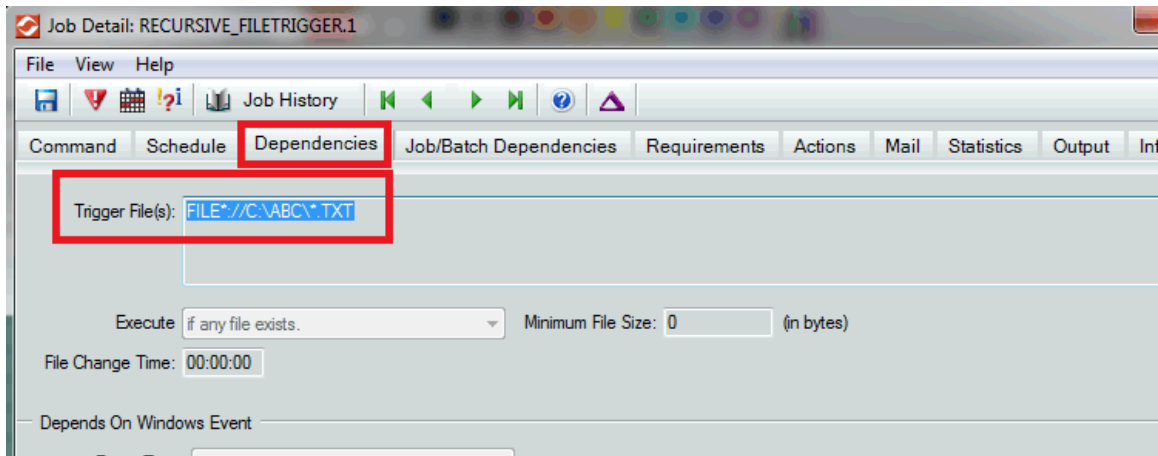 Job Detail: RECURSIVE_FILETRIGGER.1
File View Help
Job History
Command Schedule Dependencies Job/Batch Dependencies Requirements Actions Mail Statistics Output
Trigger File(s): FILE*://C:\ABC\*.TXT
Execute if any file exists. Minimum File Size: 0 (in bytes)
File Change Time: 00:00:00
Depends On Windows Event